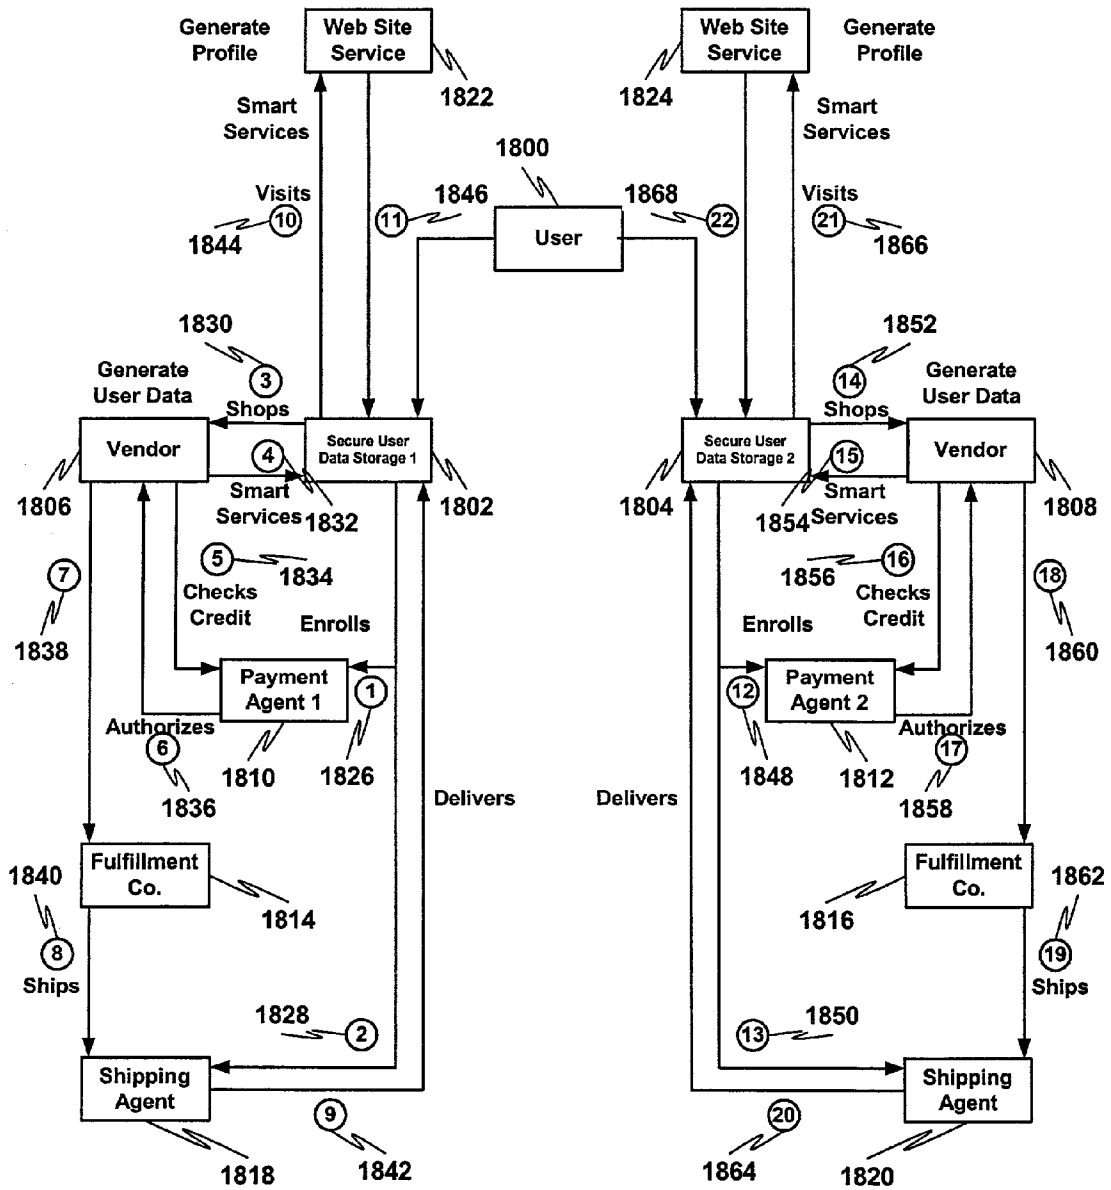 Generate
Profile
Web Site
Service
Web Site
Service
Generate
Profile
1822
1824
Smart
Services
Smart
Services
1800
Visits
10
1844
11
1846
User
1868
22
Visits
21
1866
1830
3
Generate
User Data
Shops
1852
14
Generate
User Data
Shops
Vendor
Secure User
Data Storage 1
Secure User
Data Storage 2
Vendor
4
15
1806
Smart
Services
1832
1802
1804
1854
Smart
Services
1808
7
5
1834
1856
16
18
Checks
Credit
Checks
Credit
1838
Enrolls
Enrolls
1860
Payment
Agent 1
1
12
Payment
Agent 2
Authorizes
6
Authorizes
17
1810
1826
1848
1812
1836
1858
Delivers
Delivers
Fulfillment
Co.
Fulfillment
Co.
1840
1814
1816
1862
8
Ships
19
Ships
1828
2
13
1850
Shipping
Agent
Shipping
Agent
9
20
1818
1842
1864
1820